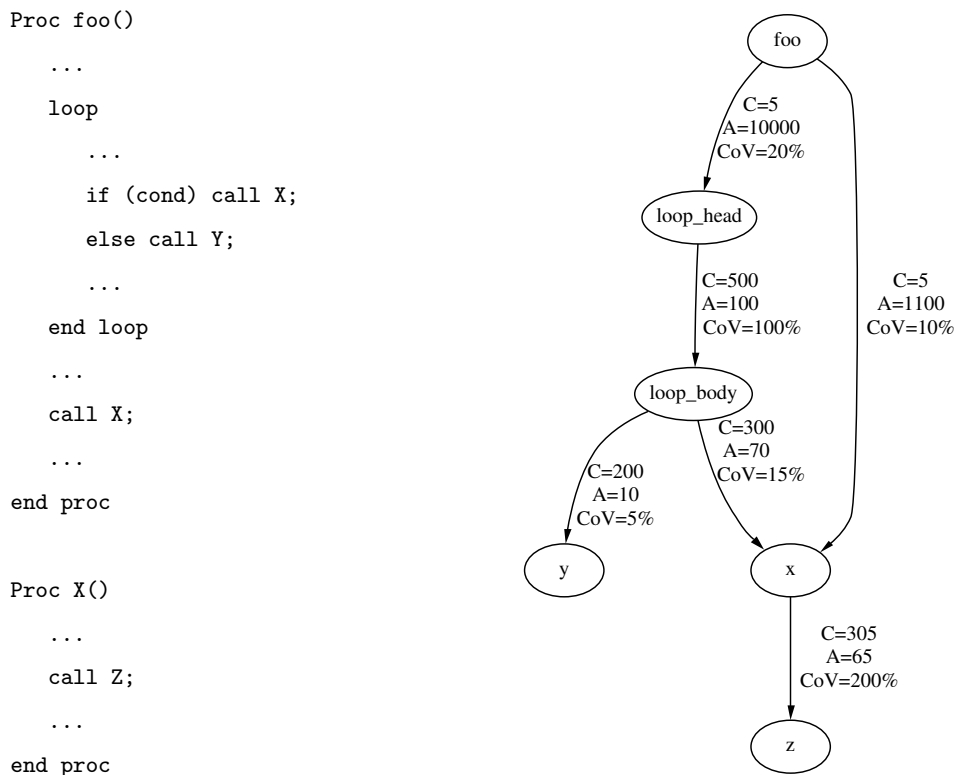 Proc foo()
...
loop
...
if (cond) call X;
else call Y;
...
end loop
...
call X;
...
end proc
Proc X()
...
call Z;
...
end proc
foo
C=5
A=10000
CoV=20%
loop_head
C=500
A=100
CoV=100%
C=5
A=1100
CoV=10%
loop_body
C=300
A=70
CoV=15%
C=200
A=10
CoV=5%
y
x
C=305
A=65
CoV=200%
z